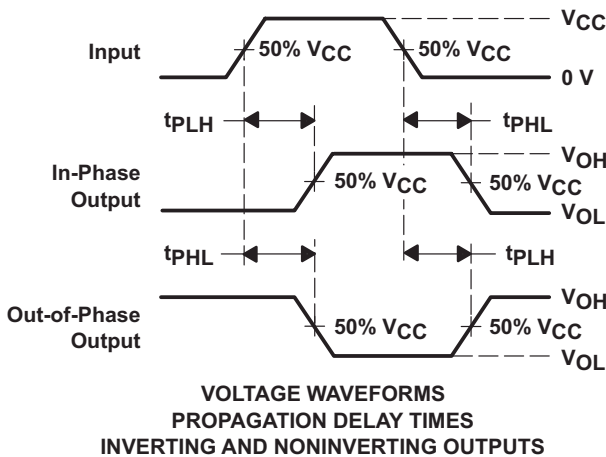 VCC
Input
50% VCC
50% VCC
0 V
tPLH
tPHL
VOH
In-Phase
Output
50% VCC
50% VCC
VOL
tPHL
tPLH
VOH
Out-of-Phase
Output
50% VCC
50% VCC
VOL
VOLTAGE WAVEFORMS
PROPAGATION DELAY TIMES
INVERTING AND NONINVERTING OUTPUTS